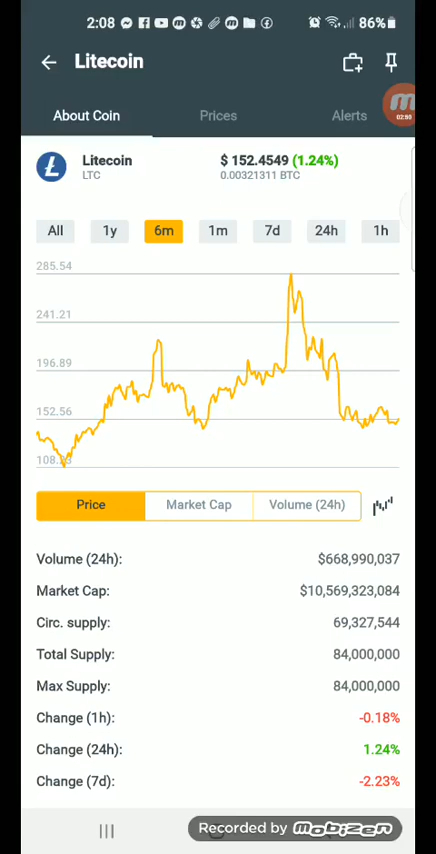 2:08 86%
Litecoin
02:60
About Coin Prices Alerts
Litecoin $ 152.4549 (1.24%)
LTC 0.00321311 BTC
All 1y 6m 1m 7d 24h 1h
285.54
241.21
196.89
152.56
108.23
Price Market Cap Volume (24h)
Volume (24h): $668,990,037
Market Cap: $10,569,323,084
Circ. supply: 69,327,544
Total Supply: 84,000,000
Max Supply: 84,000,000
Change (1h): -0.18%
Change (24h): 1.24%
Change (7d): -2.23%
Recorded by mobizen